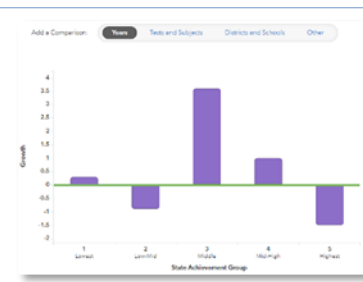 Add a Comparison: Years Tests and Subjects Districts and Schools Other
4
3.5
3
2.5
2
1.5
1
0.5
0
-0.5
-1
-1.5
-2
Growth
1 2 3 4 5
Lowest Low-Mid Middle Mid-High Highest
State Achievement Group